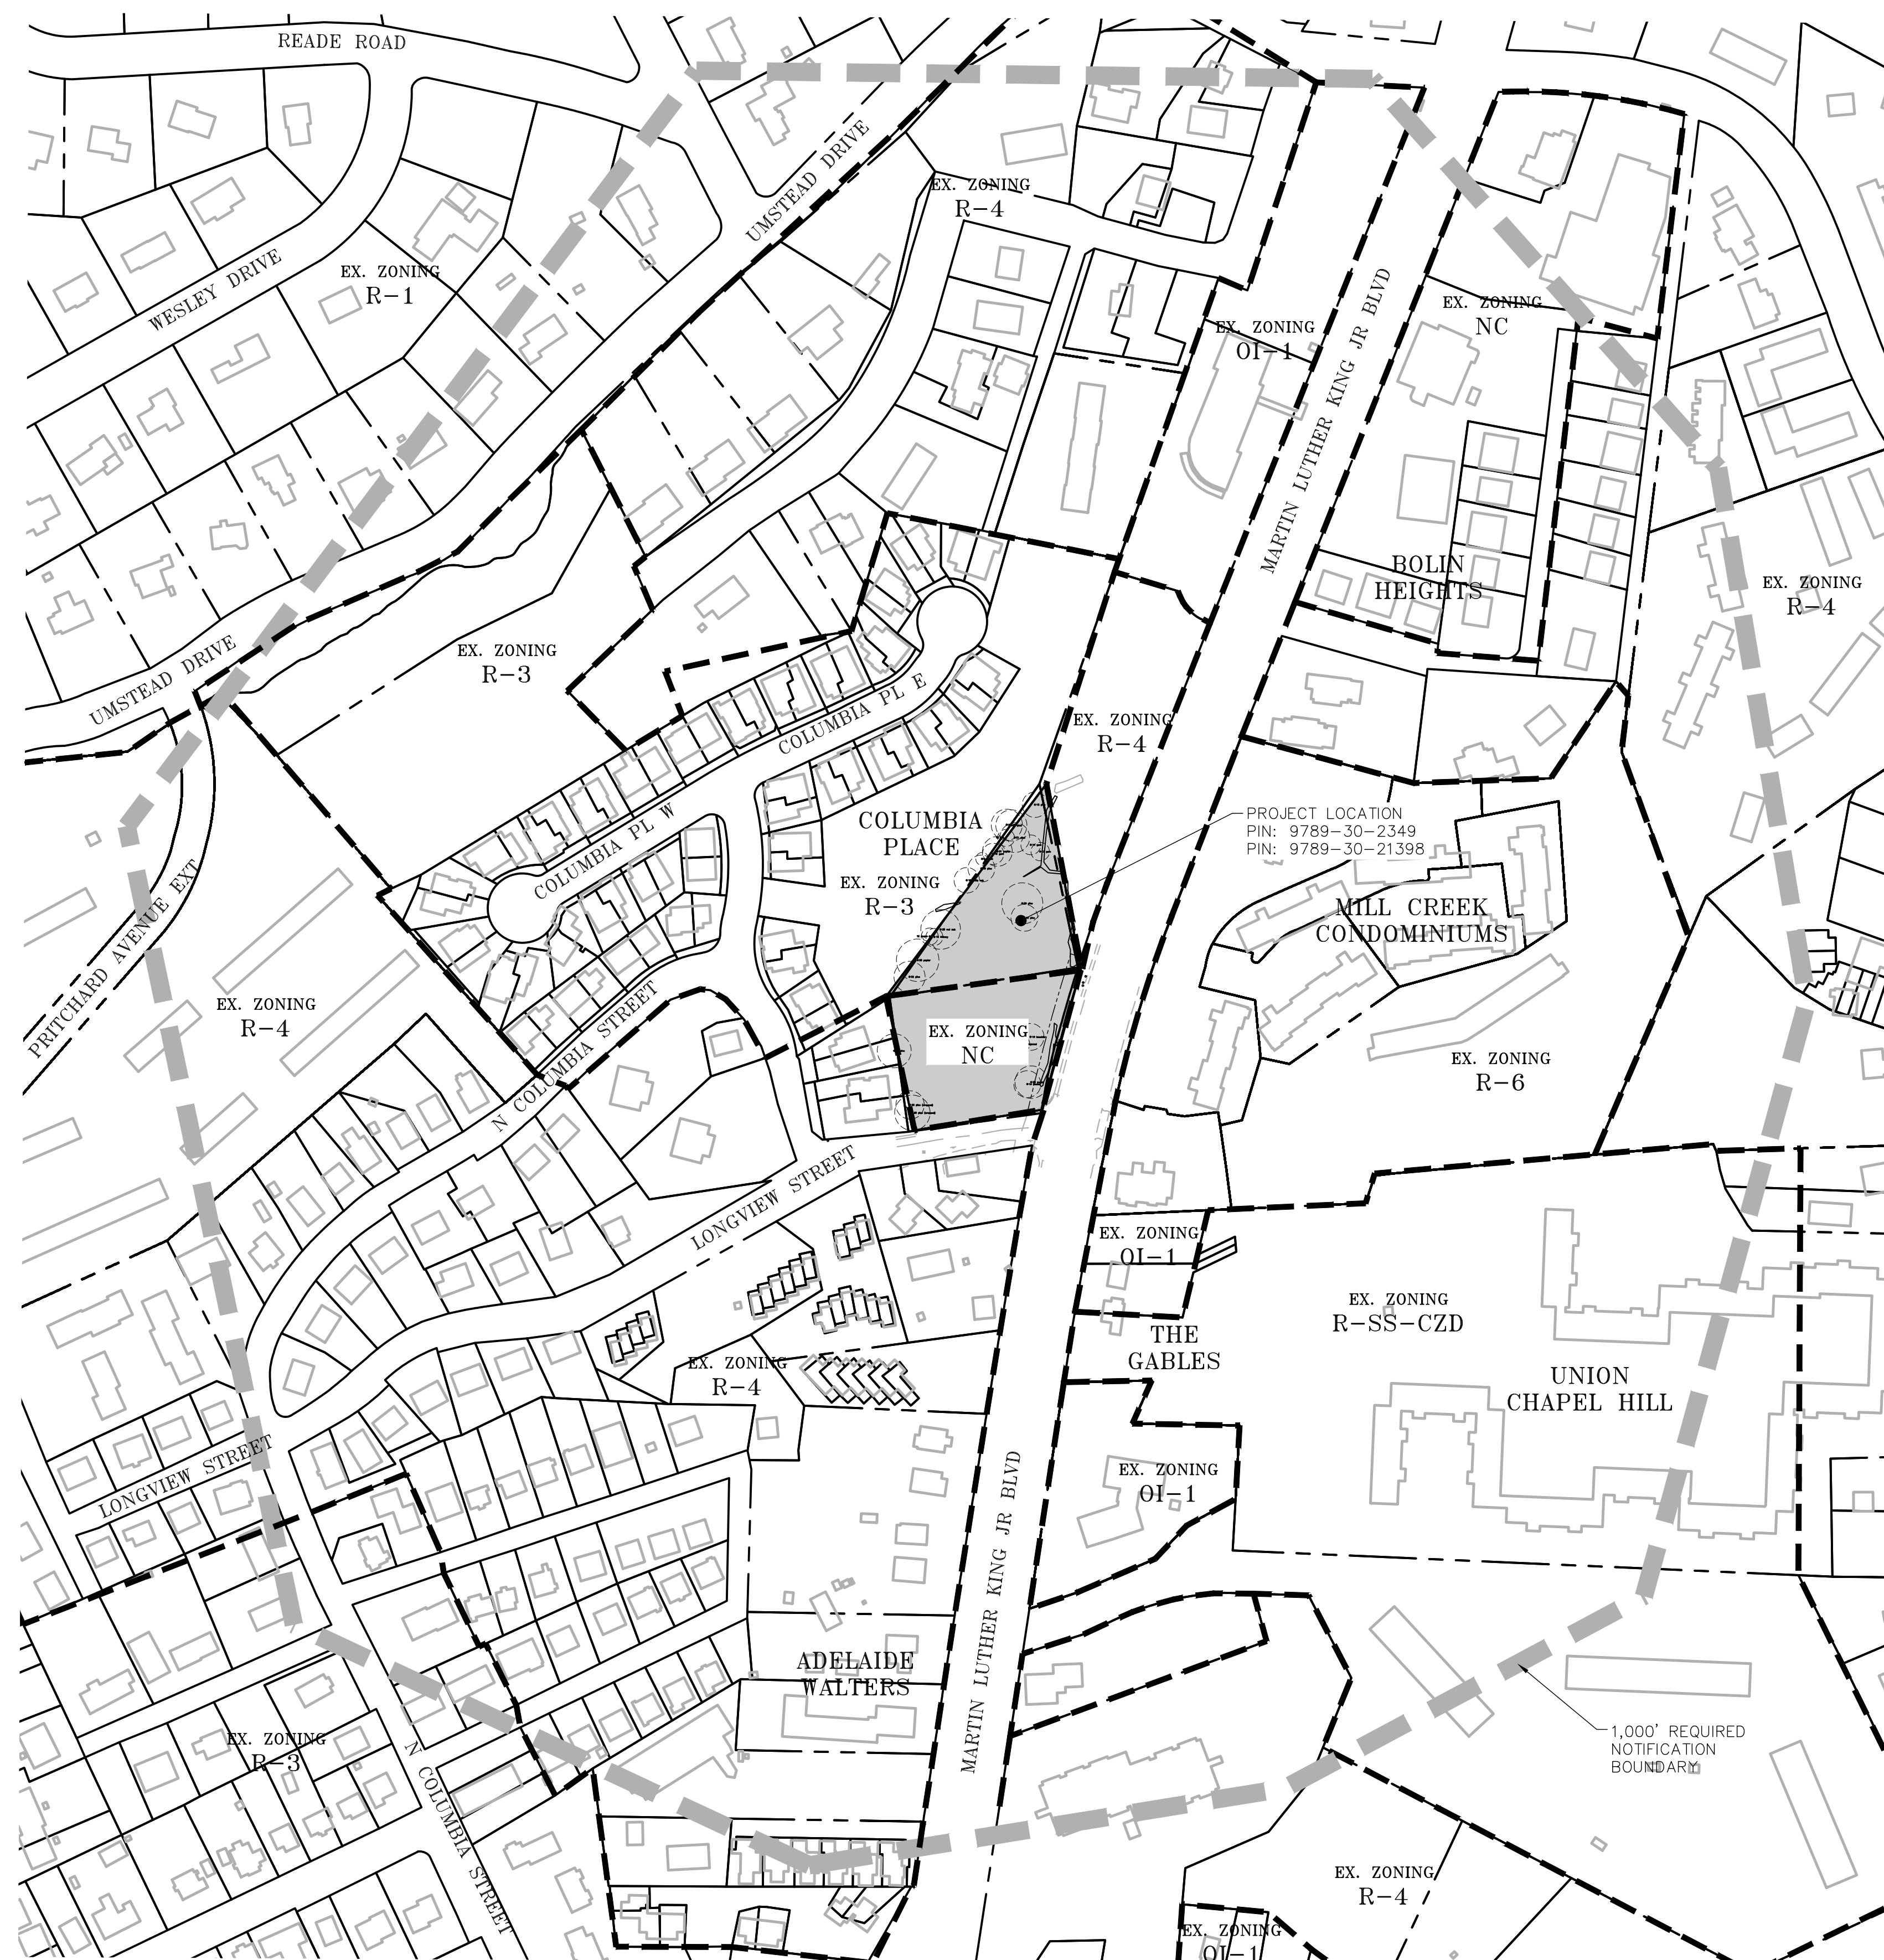 READE ROAD
UMSTEAD DRIVE
EX. ZONING
R-4
WESLEY DRIVE
EX. ZONING
R-1
MARTIN LUTHER KING JR BLVD
EX. ZONING
NC
EX. ZONING
OI-1
BOLIN
HEIGHTS
EX. ZONING
R-4
EX. ZONING
R-3
UMSTEAD DRIVE
COLUMBIA PL E
EX. ZONING
R-4
COLUMBIA PL W
COLUMBIA
PLACE
PROJECT LOCATION
PIN: 9789-30-2349
PIN: 9789-30-21398
EX. ZONING
R-3
MILL CREEK
CONDOMINIUMS
PRITCHARD AVENUE EXT
EX. ZONING
R-4
N COLUMBIA STREET
EX. ZONING
NC
EX. ZONING
R-6
LONGVIEW STREET
EX. ZONING
OI-1
EX. ZONING
R-SS-CZD
THE
GABLES
EX. ZONING
R-4
UNION
CHAPEL HILL
LONGVIEW STREET
EX. ZONING
OI-1
MARTIN LUTHER KING JR BLVD
ADELAIDE
WALTERS
EX. ZONING
R-3
N COLUMBIA STREET
1,000' REQUIRED
NOTIFICATION
BOUNDARY
EX. ZONING
R-4
EX. ZONING
OI-1